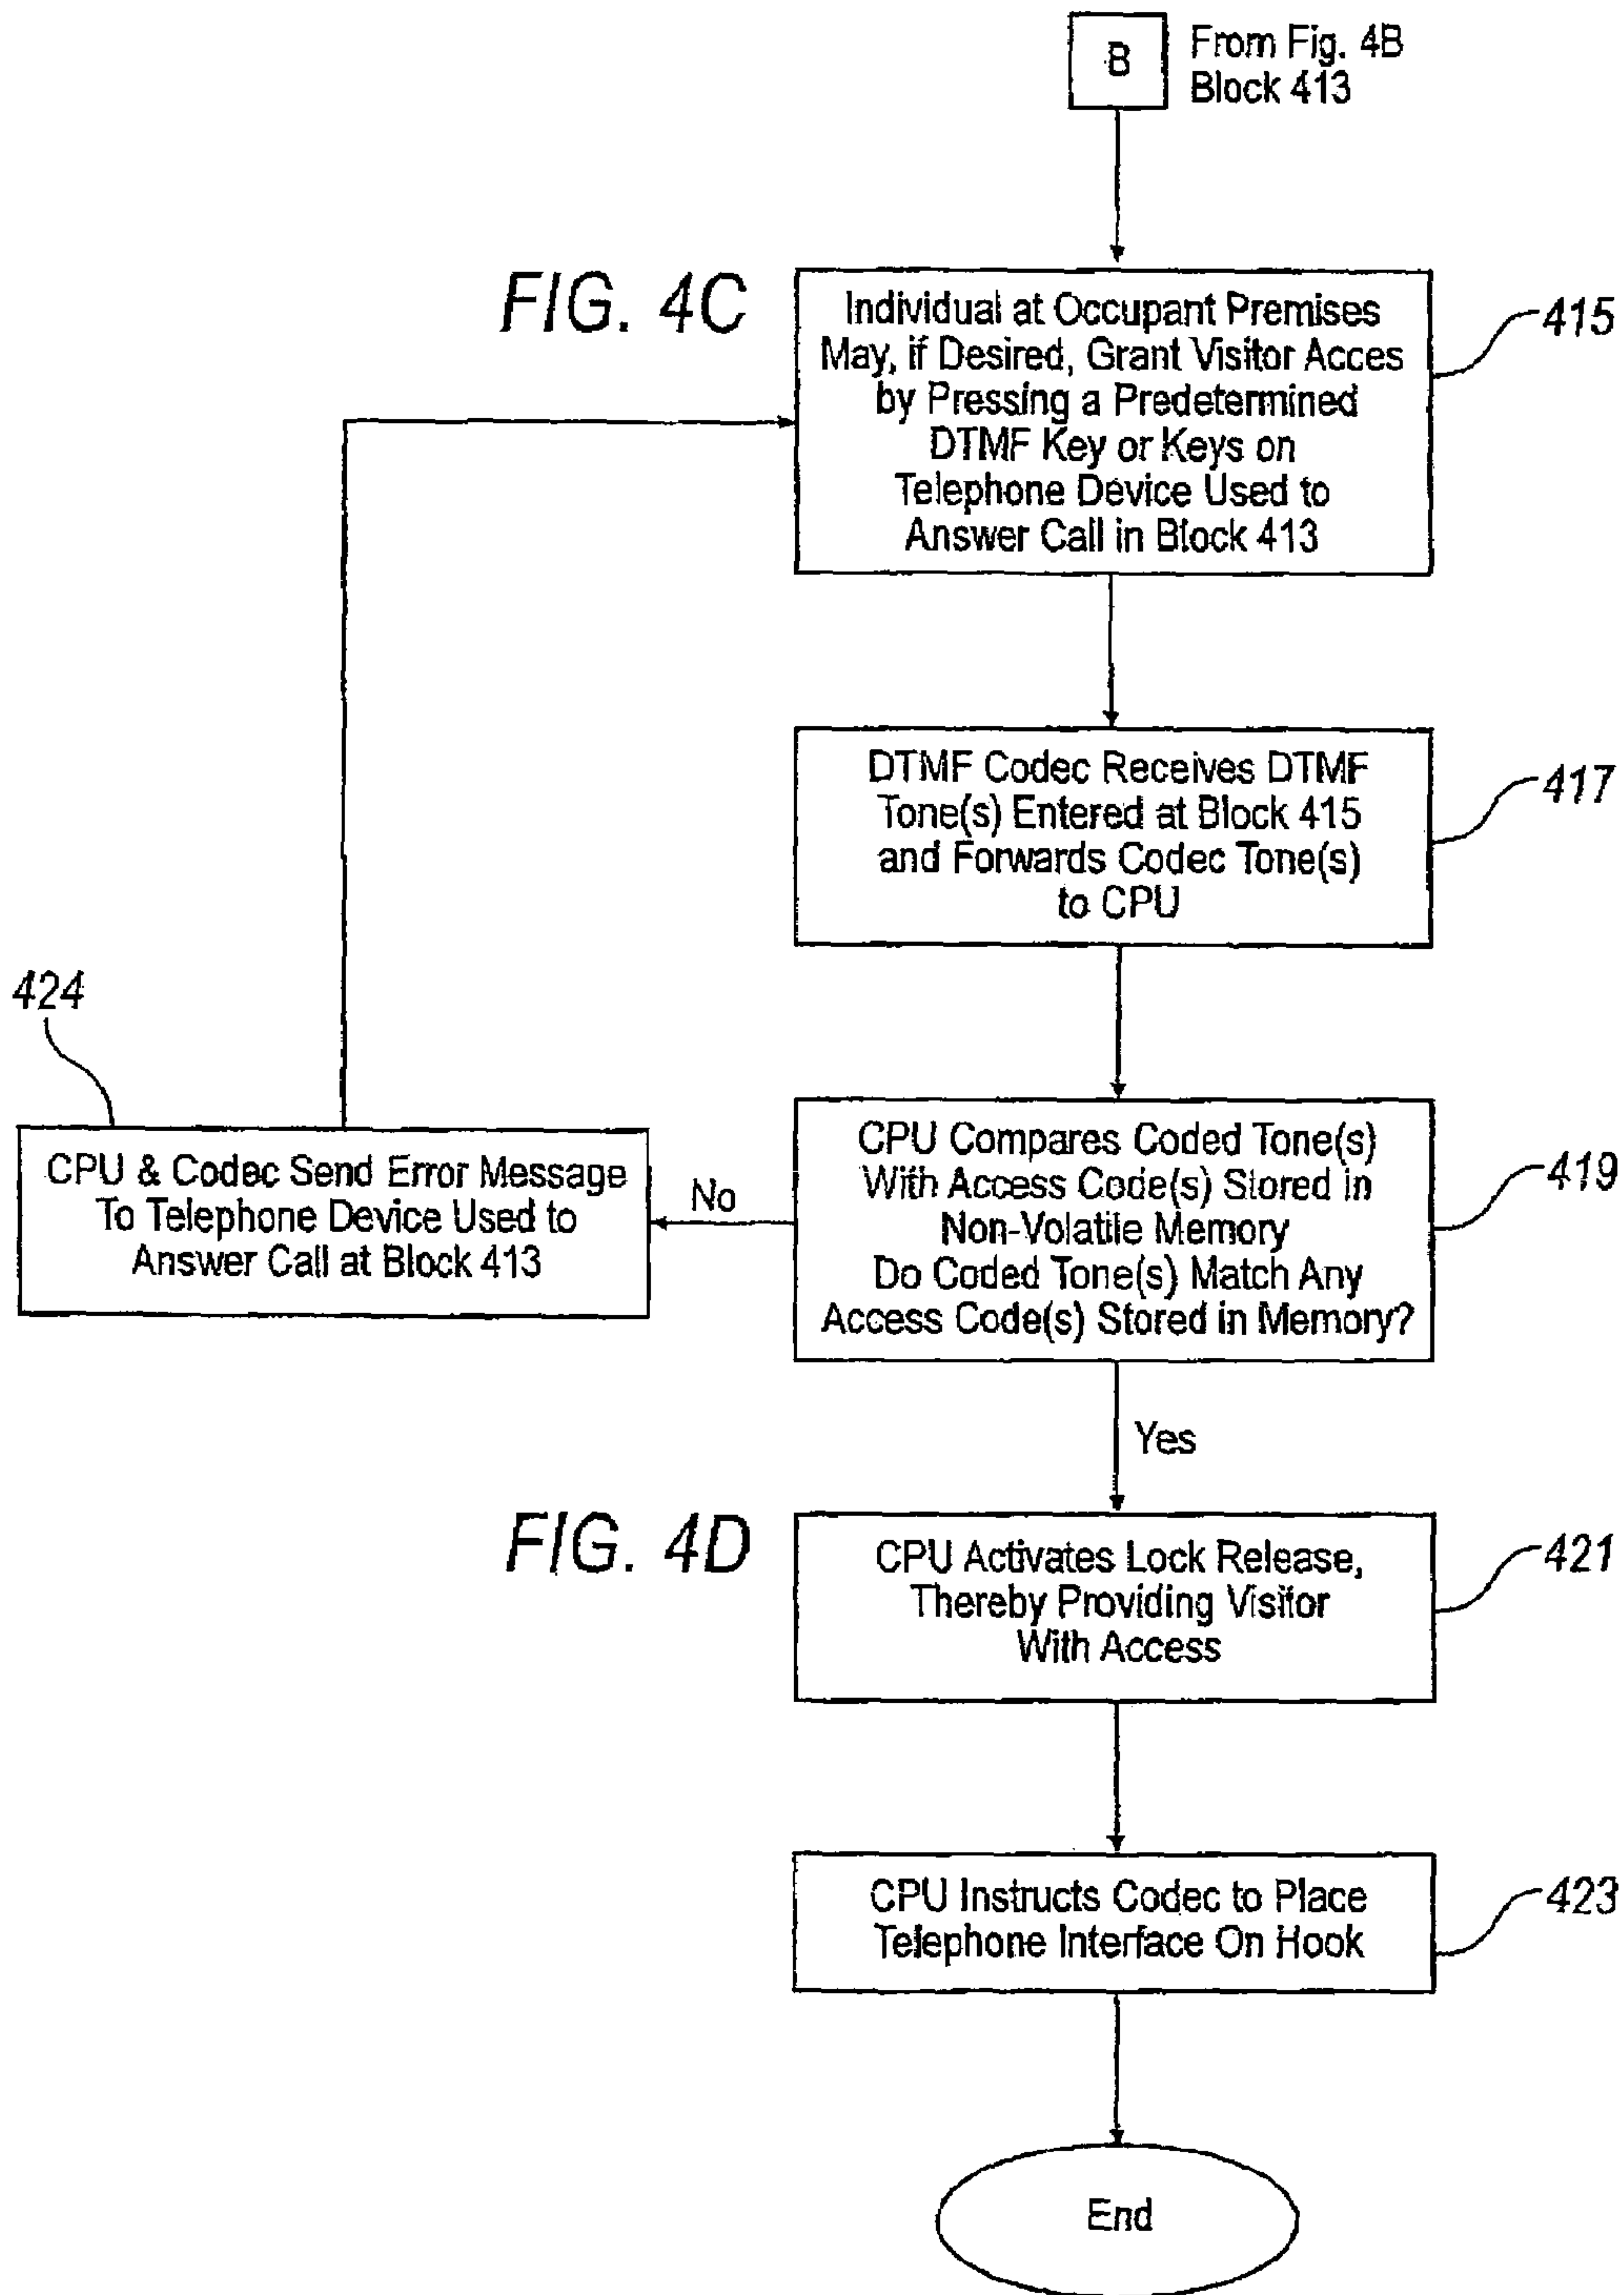 B
From Fig. 4B
Block 413
FIG. 4C
Individual at Occupant Premises
May, if Desired, Grant Visitor Acces
by Pressing a Predetermined
DTMF Key or Keys on
Telephone Device Used to
Answer Call in Block 413
415
DTMF Codec Receives DTMF
Tone(s) Entered at Block 415
and Forwards Codec Tone(s)
to CPU
417
424
CPU & Codec Send Error Message
To Telephone Device Used to
Answer Call at Block 413
No
CPU Compares Coded Tone(s)
With Access Code(s) Stored in
Non-Volatile Memory
Do Coded Tone(s) Match Any
Access Code(s) Stored in Memory?
419
Yes
FIG. 4D
CPU Activates Lock Release,
Thereby Providing Visitor
With Access
421
CPU Instructs Codec to Place
Telephone Interface On Hook
423
End